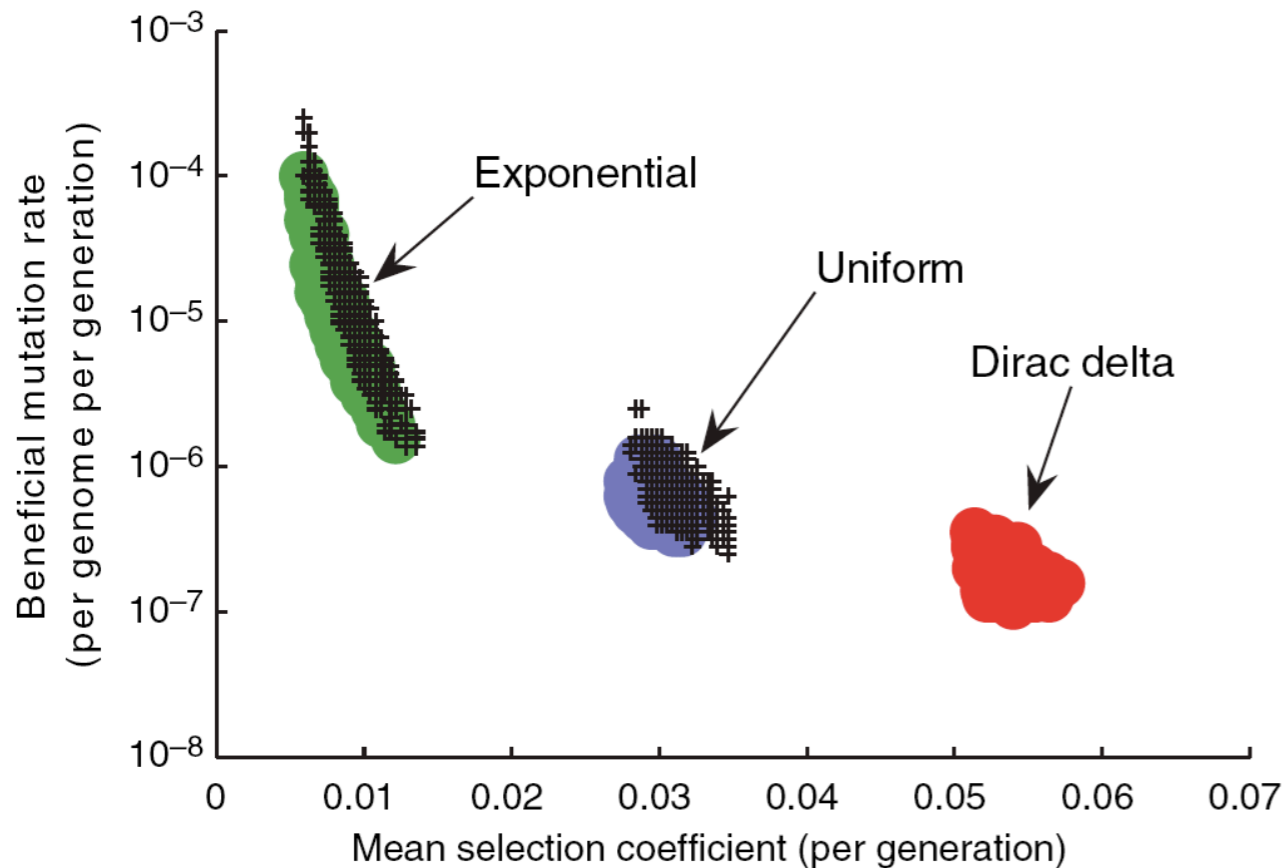 Beneficial mutation rate
(per genome per generation)
10⁻³
10⁻⁴
10⁻⁵
10⁻⁶
10⁻⁷
10⁻⁸
Exponential
Uniform
Dirac delta
0 0.01 0.02 0.03 0.04 0.05 0.06 0.07
Mean selection coefficient (per generation)